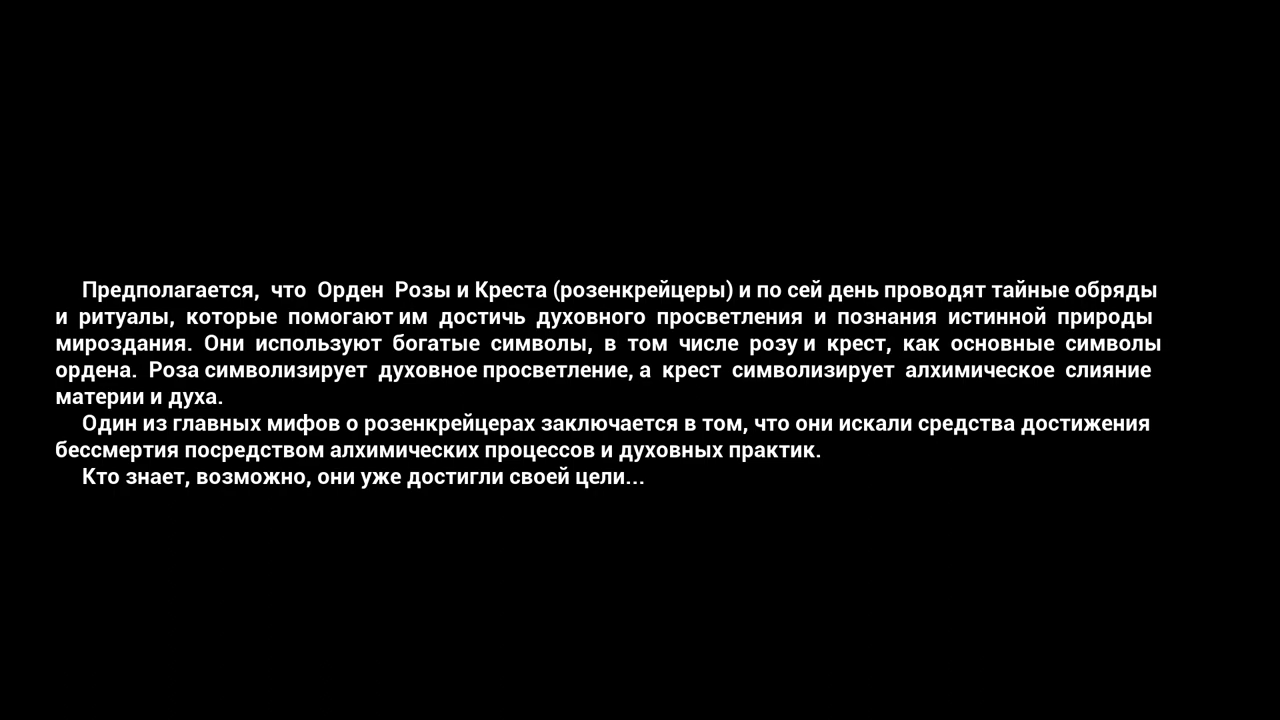 Предполагается, что Орден Розы и Креста (розенкрейцеры) и по сей день проводят тайные обряды
и ритуалы, которые помогают им достичь духовного просветления и познания истинной природы
мироздания. Они используют богатые символы, в том числе розу и крест, как основные символы
ордена. Роза символизирует духовное просветление, а крест символизирует алхимическое слияние
материи и духа.
Один из главных мифов о розенкрейцерах заключается в том, что они искали средства достижения
бессмертия посредством алхимических процессов и духовных практик.
Кто знает, возможно, они уже достигли своей цели...